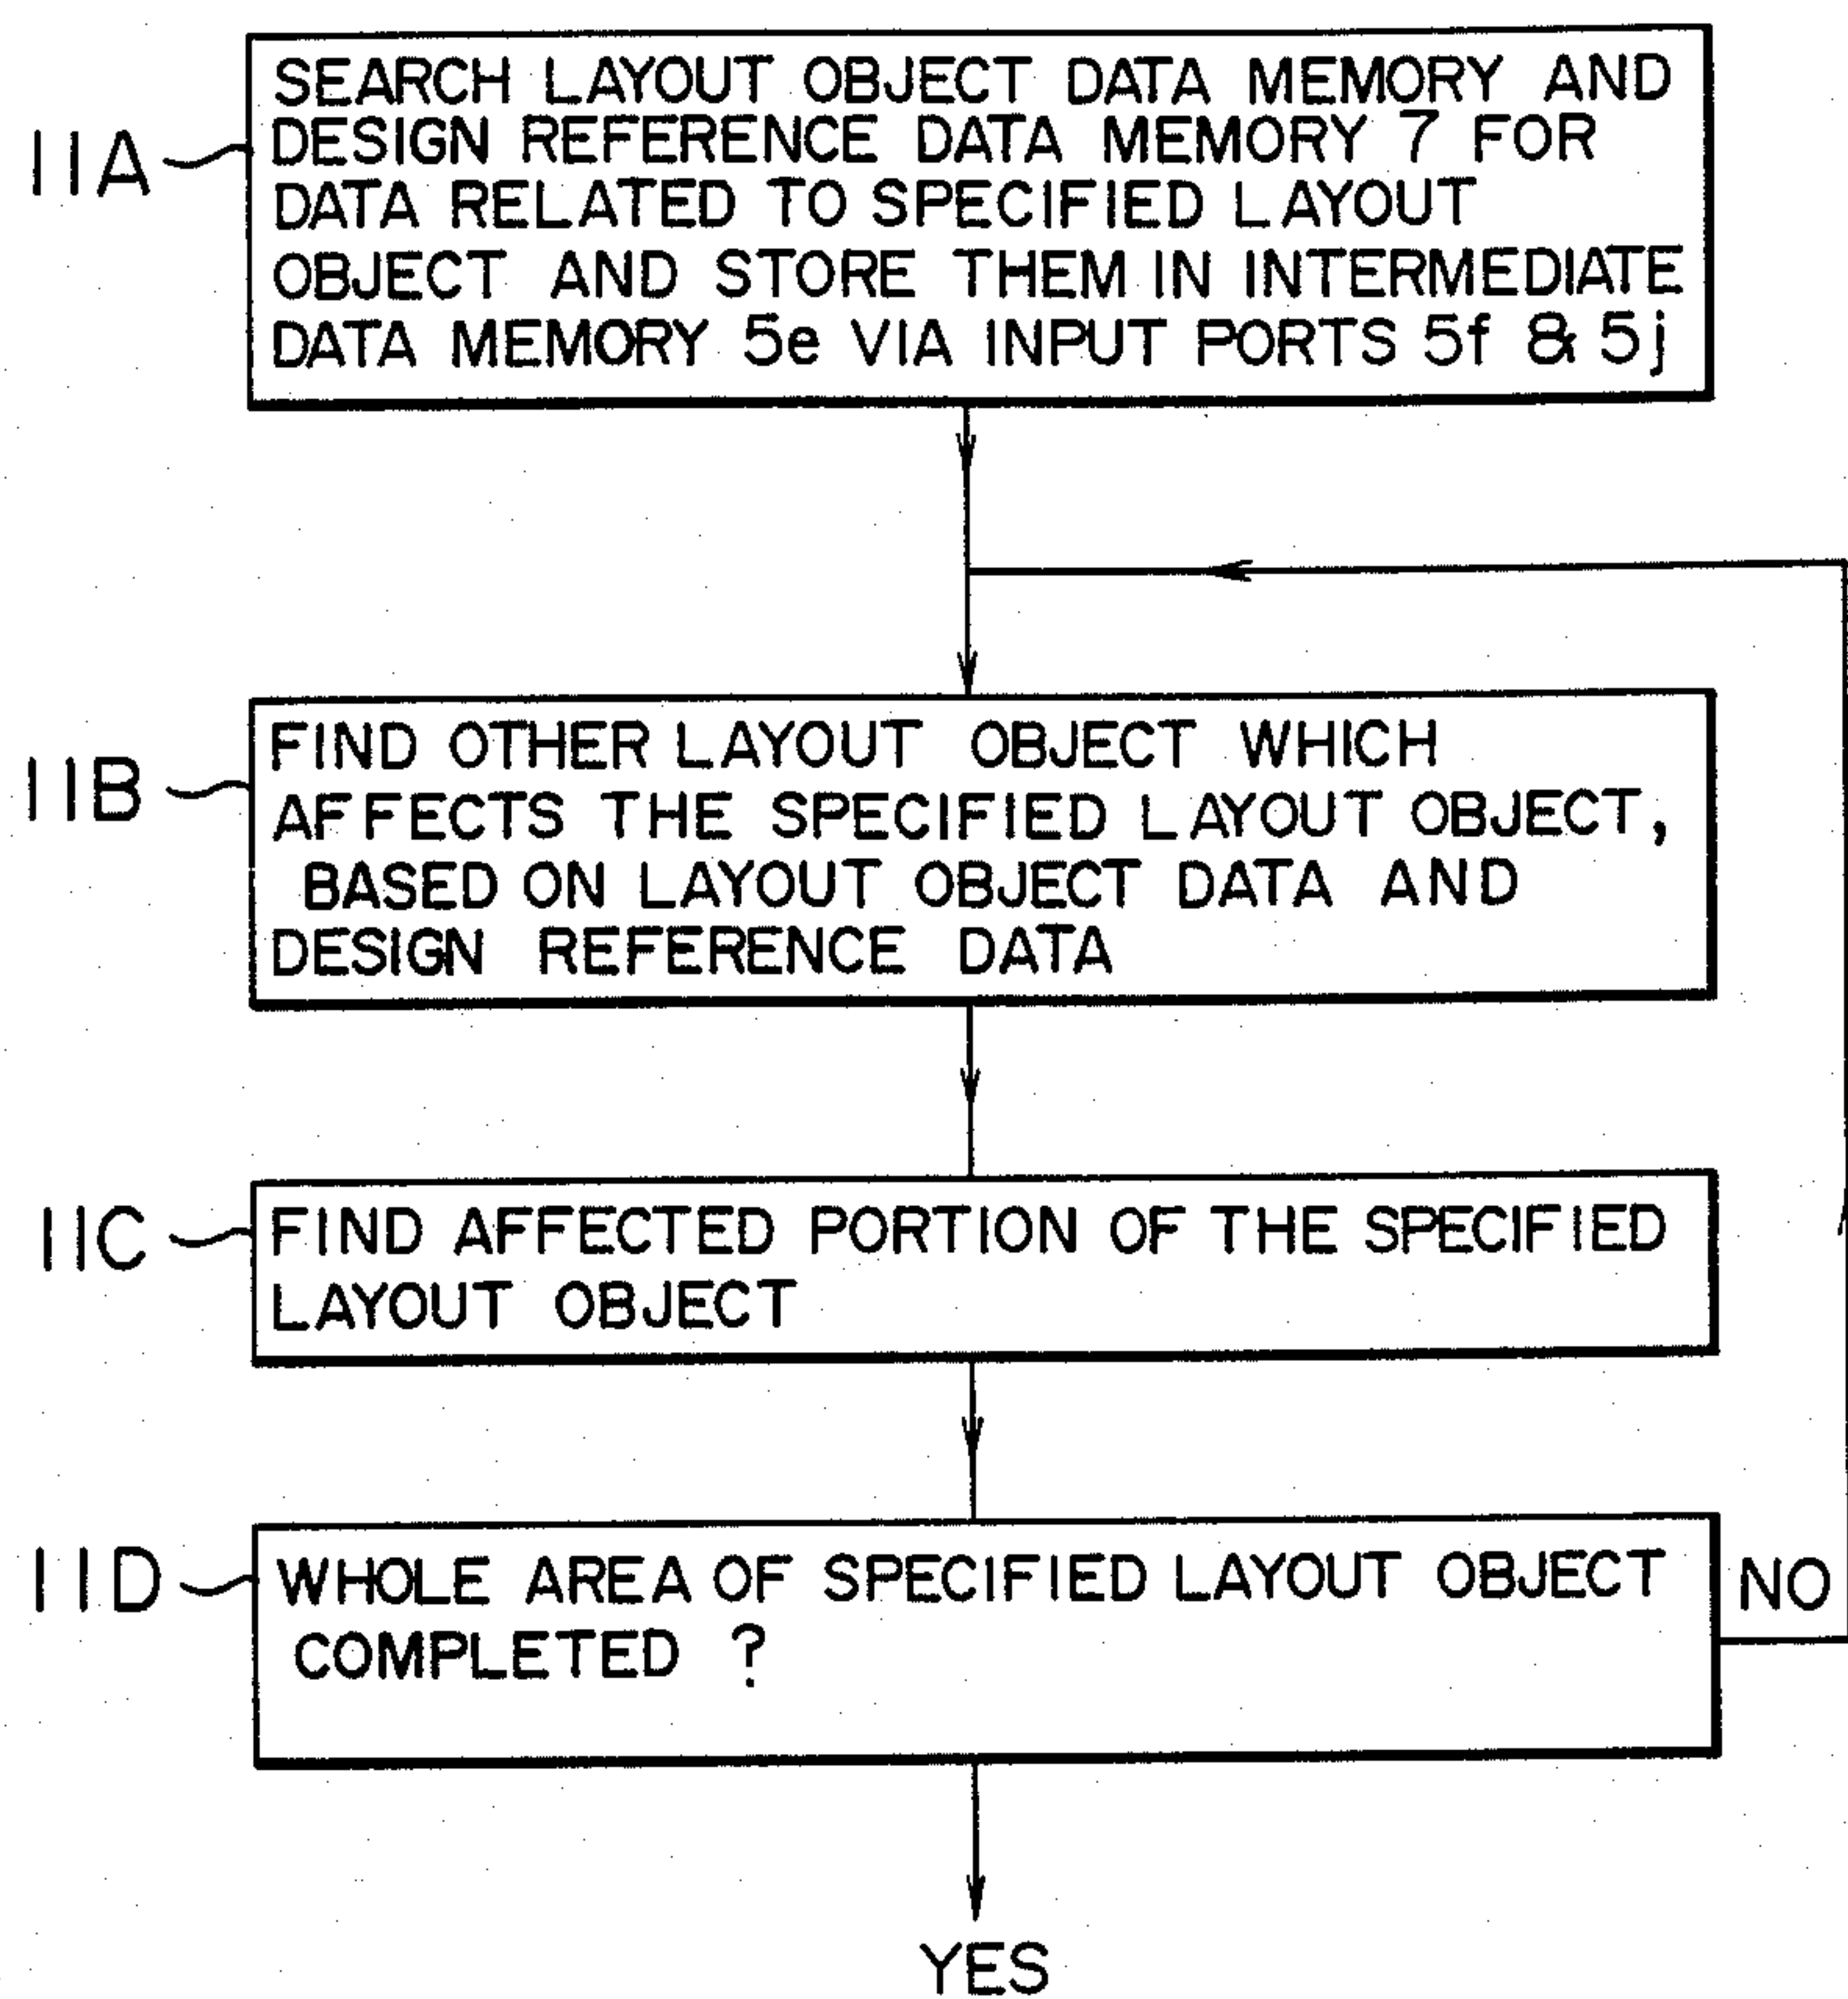 11A
SEARCH LAYOUT OBJECT DATA MEMORY AND
DESIGN REFERENCE DATA MEMORY 7 FOR
DATA RELATED TO SPECIFIED LAYOUT
OBJECT AND STORE THEM IN INTERMEDIATE
DATA MEMORY 5e VIA INPUT PORTS 5f & 5j
11B
FIND OTHER LAYOUT OBJECT WHICH
AFFECTS THE SPECIFIED LAYOUT OBJECT,
BASED ON LAYOUT OBJECT DATA AND
DESIGN REFERENCE DATA
11C
FIND AFFECTED PORTION OF THE SPECIFIED
LAYOUT OBJECT
11D
WHOLE AREA OF SPECIFIED LAYOUT OBJECT
COMPLETED ?
NO
YES